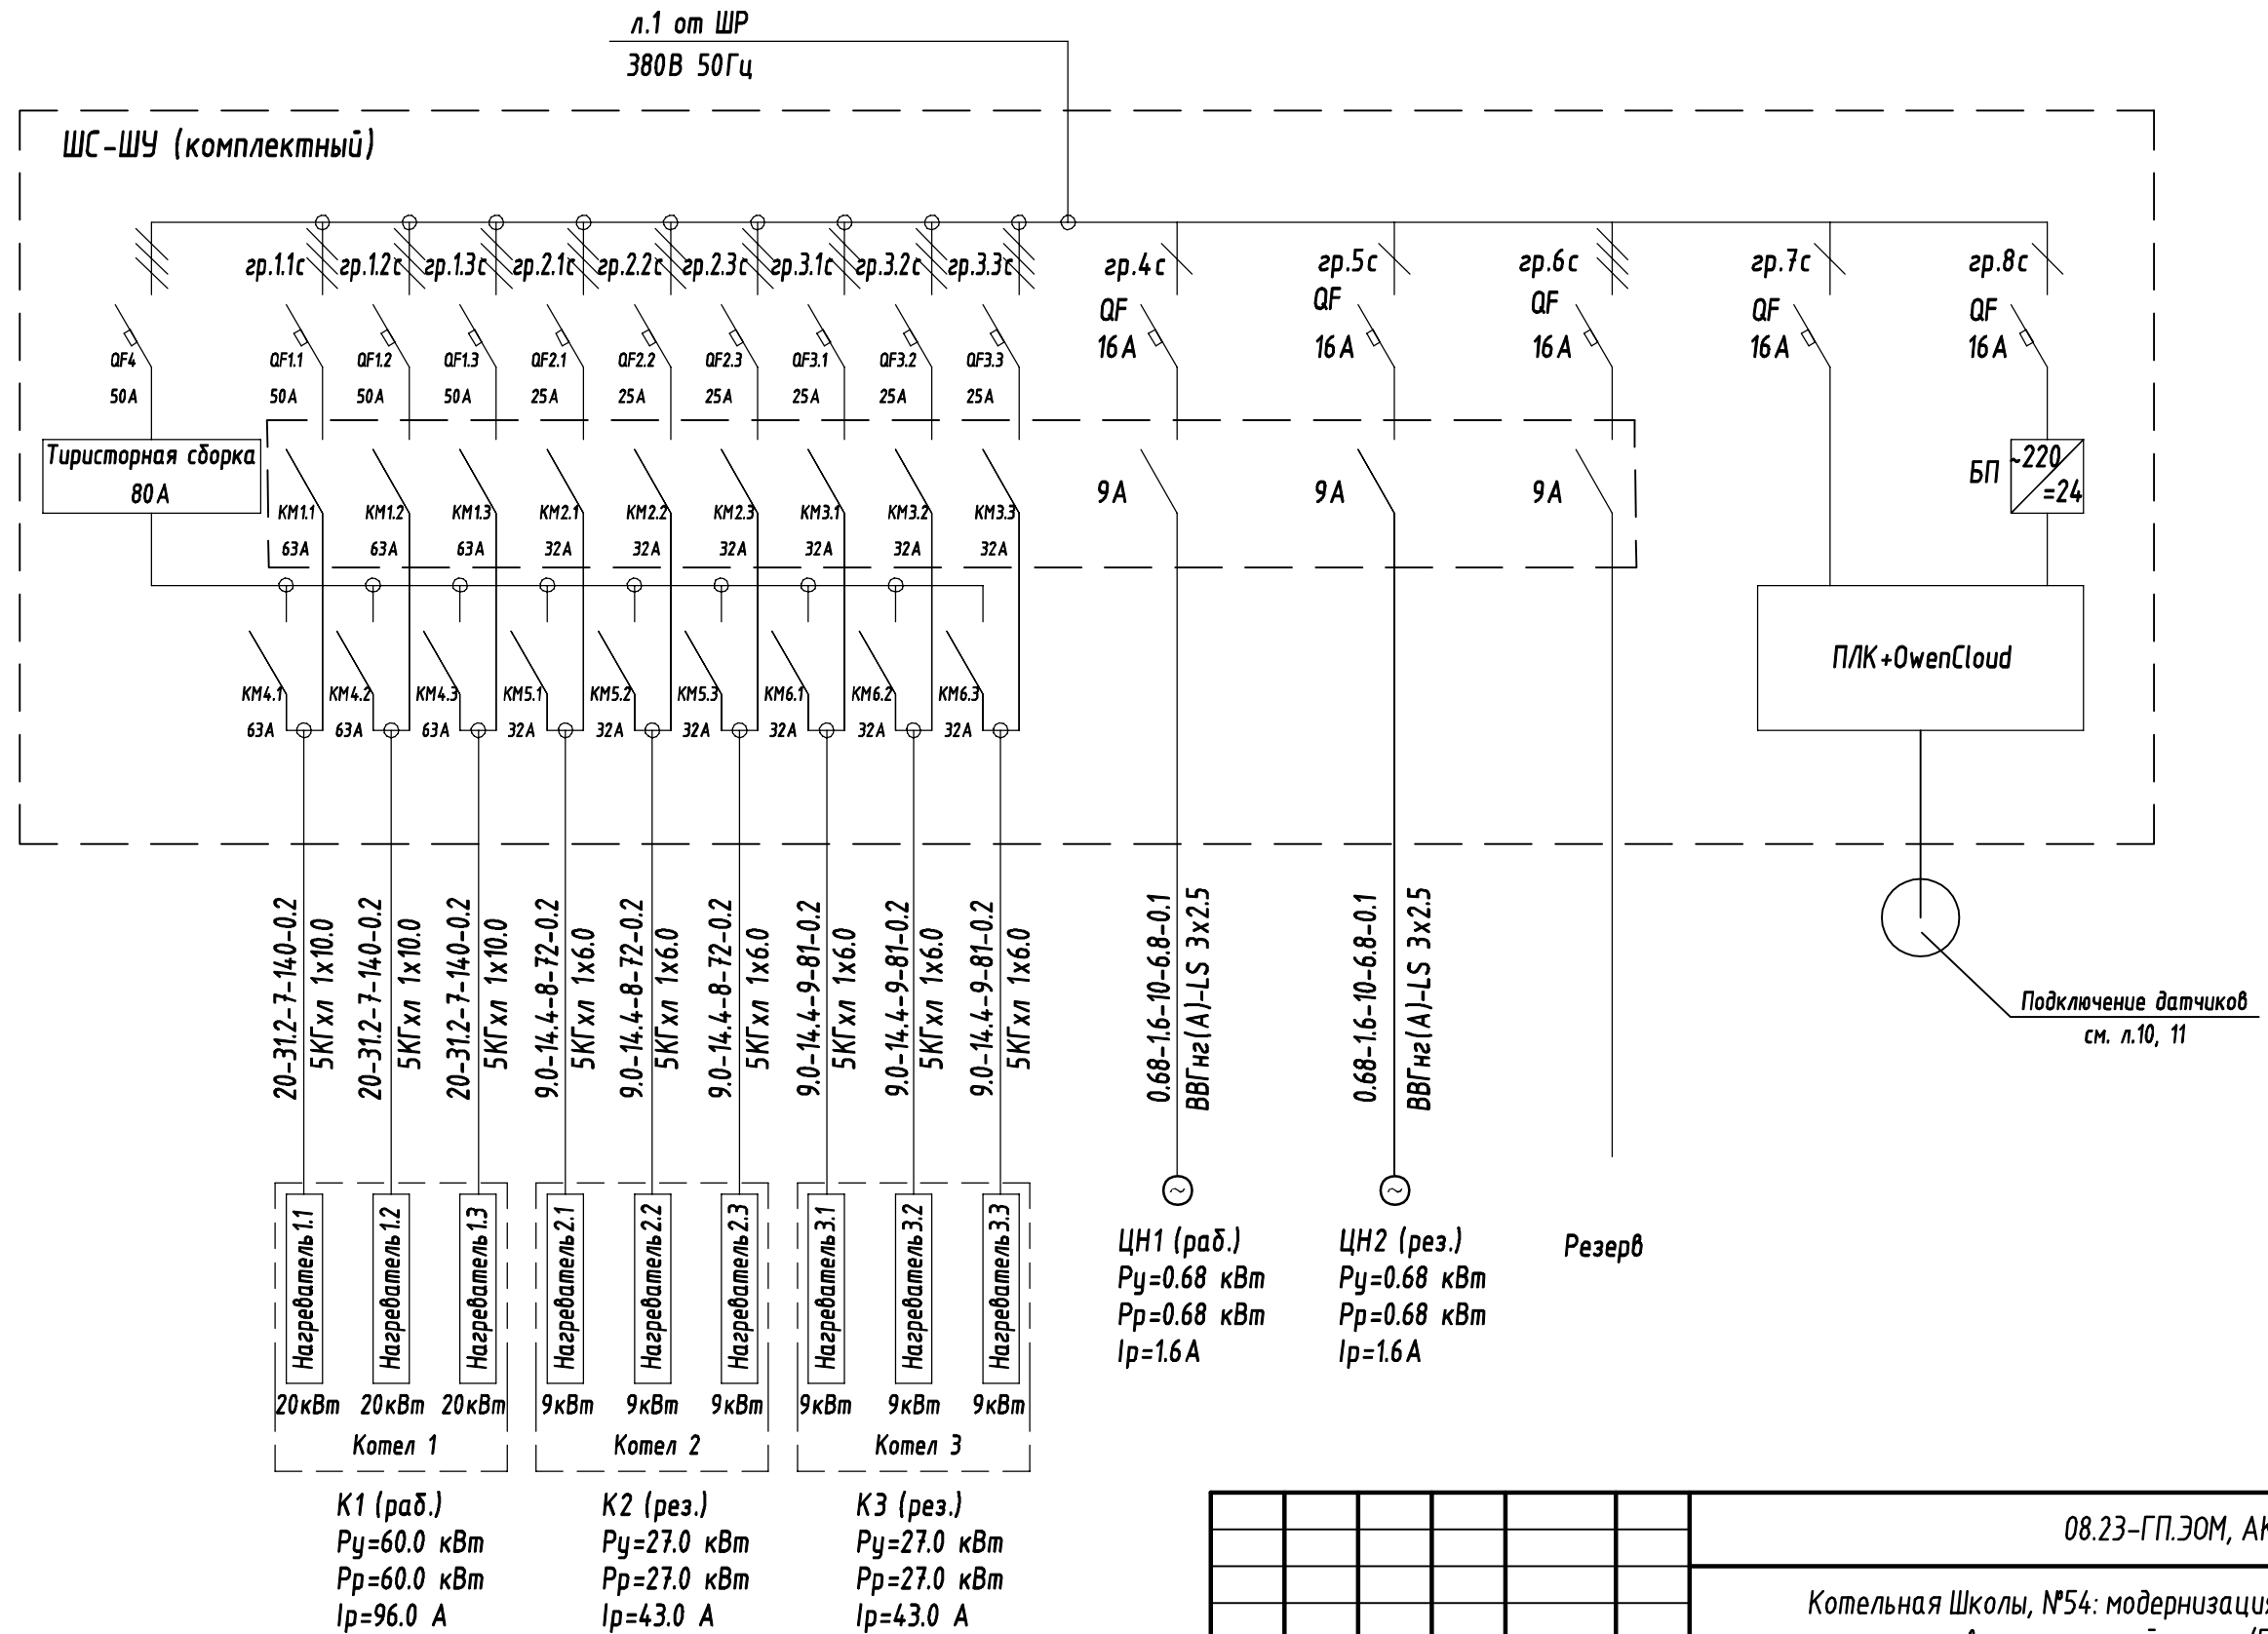 л.1 от ШР
380В 50Гц
ШС-ШУ (комплектный)
гр.1.1с гр.1.2с гр.1.3с гр.2.1с гр.2.2с гр.2.3с гр.3.1с гр.3.2с гр.3.3с гр.4с гр.5с гр.6с гр.7с гр.8с
QF QF QF QF QF
16А 16А 16А 16А 16А
QF4 QF1.1 QF1.2 QF1.3 QF2.1 QF2.2 QF2.3 QF3.1 QF3.2 QF3.3
50А 50А 50А 50А 25А 25А 25А 25А 25А 25А
Тиристорная сборка
80А
9А 9А 9А
БП ~220
=24
КМ1.1 КМ1.2 КМ1.3 КМ2.1 КМ2.2 КМ2.3 КМ3.1 КМ3.2 КМ3.3
63А 63А 63А 32А 32А 32А 32А 32А 32А
ПЛК+OwenCloud
КМ4.1 КМ4.2 КМ4.3 КМ5.1 КМ5.2 КМ5.3 КМ6.1 КМ6.2 КМ6.3
63А 63А 63А 32А 32А 32А 32А 32А 32А
20-31.2-7-140-0.2
5КГхл 1х10.0
20-31.2-7-140-0.2
5КГхл 1х10.0
20-31.2-7-140-0.2
5КГхл 1х10.0
9.0-14.4-8-72-0.2
5КГхл 1х6.0
9.0-14.4-8-72-0.2
5КГхл 1х6.0
9.0-14.4-8-72-0.2
5КГхл 1х6.0
9.0-14.4-9-81-0.2
5КГхл 1х6.0
9.0-14.4-9-81-0.2
5КГхл 1х6.0
9.0-14.4-9-81-0.2
5КГхл 1х6.0
0.68-1.6-10-6.8-0.1
ВВГнг(А)-LS 3х2.5
0.68-1.6-10-6.8-0.1
ВВГнг(А)-LS 3х2.5
Подключение датчиков
см. л.10, 11
Нагреватель 1.1
Нагреватель 1.2
Нагреватель 1.3
Нагреватель 2.1
Нагреватель 2.2
Нагреватель 2.3
Нагреватель 3.1
Нагреватель 3.2
Нагреватель 3.3
20кВт 20кВт 20кВт 9кВт 9кВт 9кВт 9кВт 9кВт 9кВт
Котел 1 Котел 2 Котел 3
ЦН1 (раб.)
Ру=0.68 кВт
Рр=0.68 кВт
Iр=1.6А
ЦН2 (рез.)
Ру=0.68 кВт
Рр=0.68 кВт
Iр=1.6А
Резерв
К1 (раб.)
Ру=60.0 кВт
Рр=60.0 кВт
Iр=96.0 А
К2 (рез.)
Ру=27.0 кВт
Рр=27.0 кВт
Iр=43.0 А
К3 (рез.)
Ру=27.0 кВт
Рр=27.0 кВт
Iр=43.0 А
08.23-ГП.ЭОМ, АК
Котельная Школы, №54: модернизация